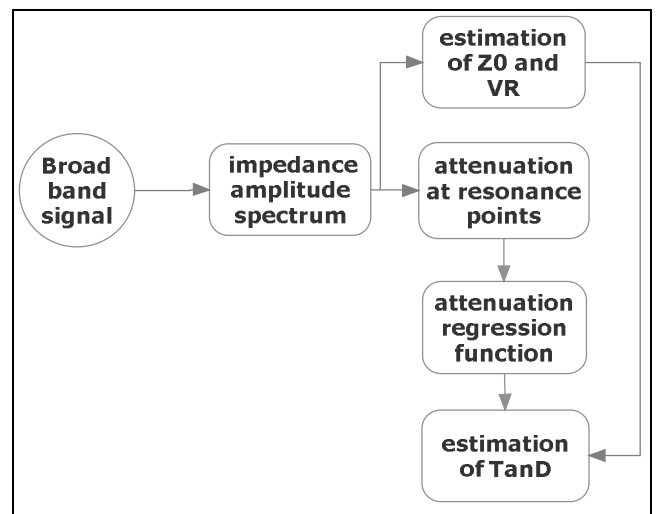 Broad
band
signal
impedance
amplitude
spectrum
estimation
of Z0 and
VR
attenuation
at resonance
points
attenuation
regression
function
estimation
of TanD